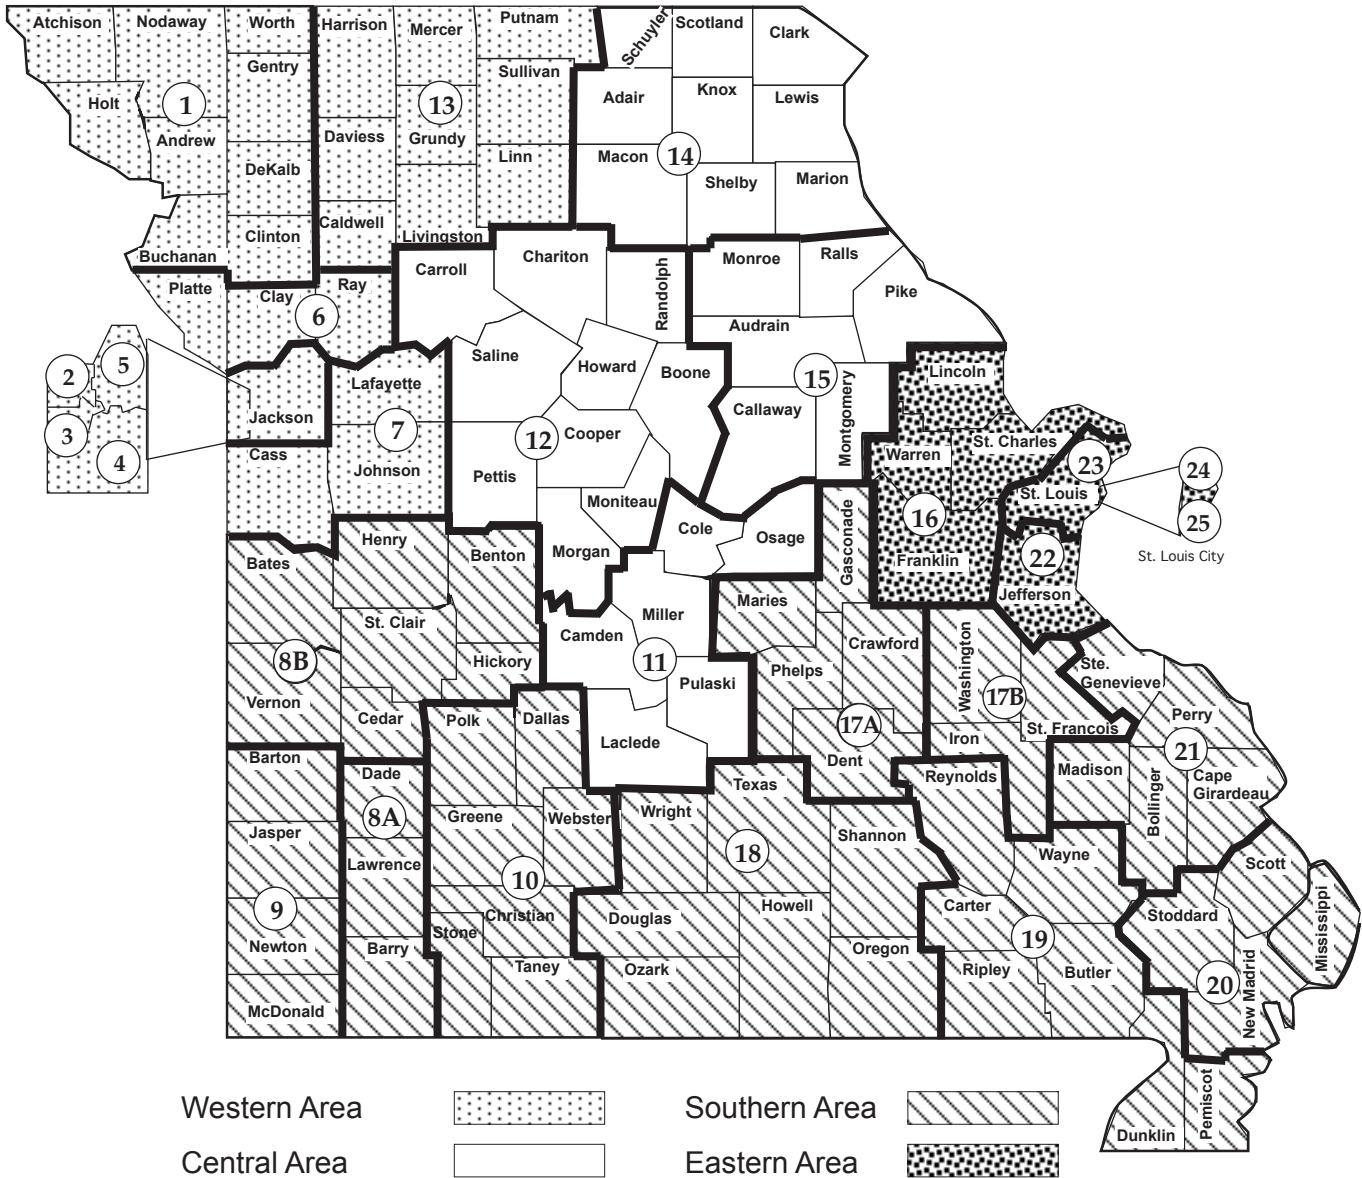 Atchison
Nodaway
Worth
Harrison
Mercer
Putnam
Schuyler
Scotland
Clark
Gentry
Sullivan
Holt
1
13
Adair
Knox
Lewis
Andrew
Daviess
Grundy
DeKalb
Linn
Macon
14
Shelby
Marion
Clinton
Caldwell
Livingston
Buchanan
Carroll
Chariton
Randolph
Monroe
Ralls
Platte
Clay
Ray
Pike
6
Audrain
2
5
Saline
Howard
Boone
15
Lincoln
Jackson
Lafayette
Callaway
Montgomery
3
4
7
12
Cooper
St. Charles
Cass
Johnson
Pettis
Warren
23
24
Moniteau
St. Louis
25
16
St. Louis City
Henry
Benton
Morgan
Cole
Osage
Gasconade
Franklin
22
Bates
Jefferson
St. Clair
Camden
Miller
Maries
Crawford
Washington
8B
Hickory
11
Phelps
Ste.
Genevieve
Vernon
Pulaski
17B
Cedar
Polk
Dallas
17A
St. Francois
Perry
Laclede
Iron
21
Barton
Dade
Dent
Madison
Reynolds
Bollinger
Cape
Girardeau
Texas
Jasper
8A
Greene
Webster
Wright
Shannon
18
Wayne
Lawrence
10
Scott
9
Christian
Douglas
Howell
Carter
Stoddard
Mississippi
Newton
Barry
Stone
19
Taney
Ozark
Oregon
Ripley
Butler
20
New Madrid
McDonald
Pemiscot
Dunklin
Western Area
Southern Area
Central Area
Eastern Area